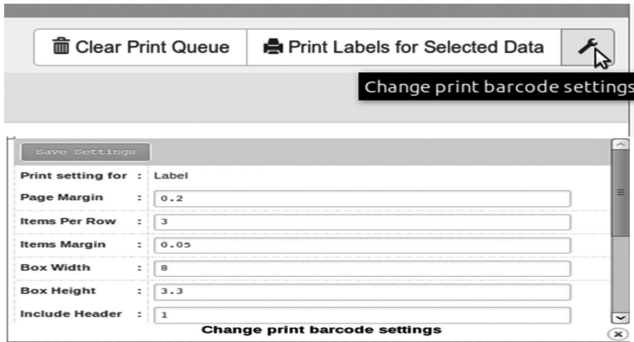 Clear Print Queue Print Labels for Selected Data
Change print barcode settings
Save Settings
Print setting for : Label
Page Margin : 0.2
Items Per Row : 3
Items Margin : 0.05
Box Width : 8
Box Height : 3.3
Include Header : 1
Change print barcode settings